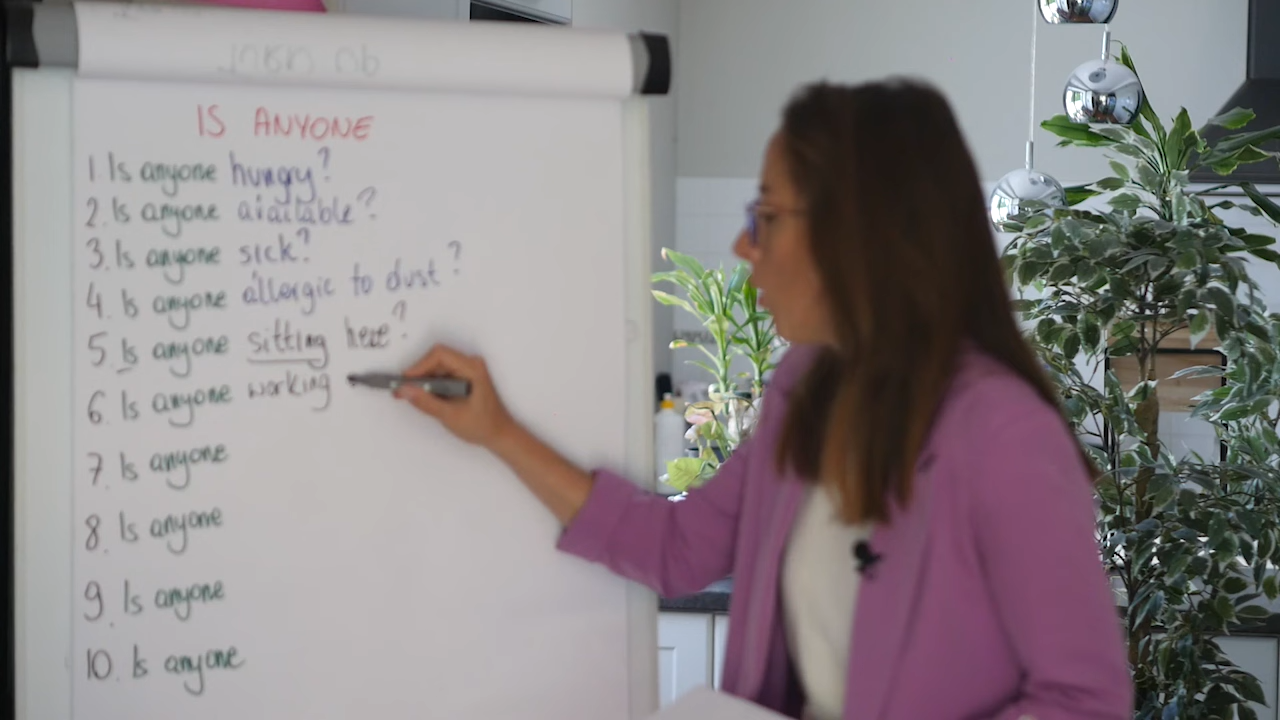 IS ANYONE
1. Is anyone hungry?
2. Is anyone available?
3. Is anyone sick?
4. Is anyone allergic to dust?
5 Is anyone sitting here?
6 Is anyone working
7 Is anyone
8. Is anyone
9. Is anyone
10. Is anyone